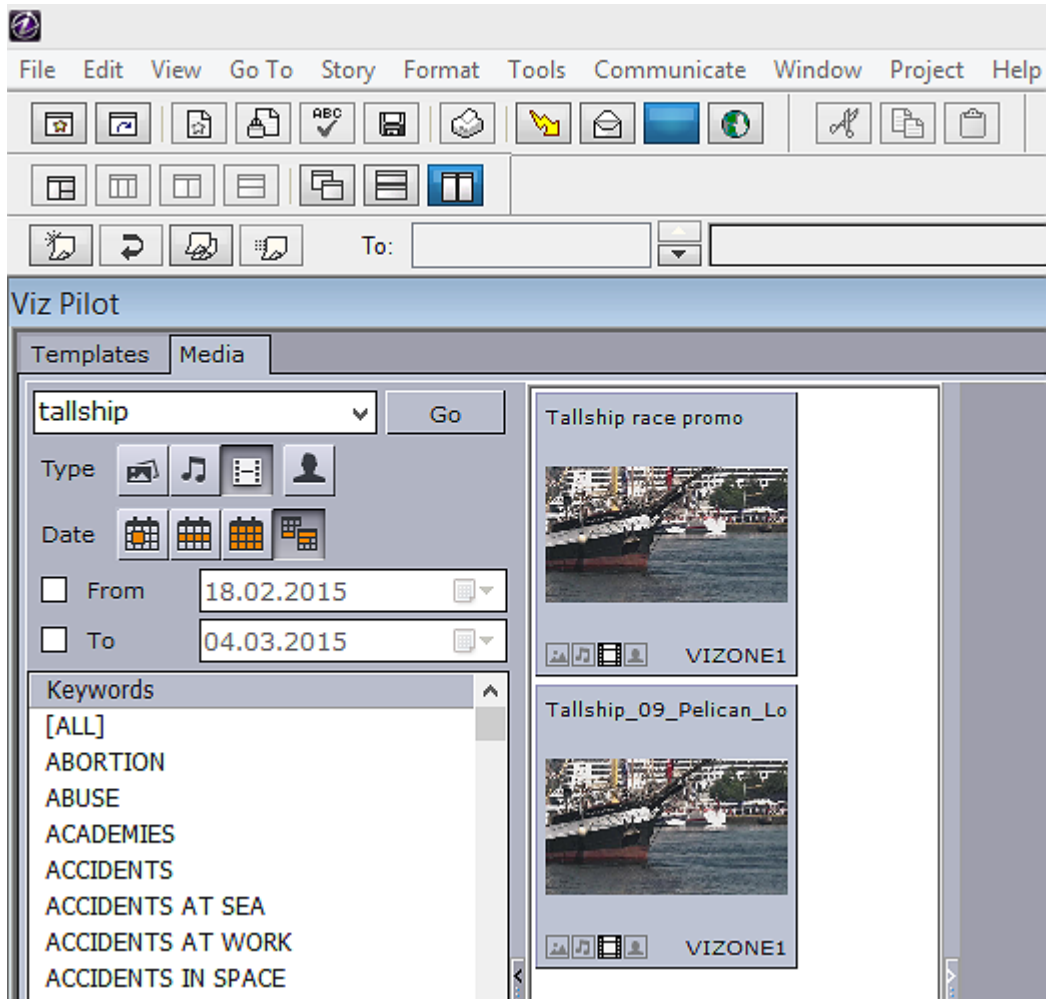 File Edit View Go To Story Format Tools Communicate Window Project Help
ABC
To:
Viz Pilot
Templates Media
tallship Go
Type
Date
From 18.02.2015
To 04.03.2015
Keywords
[ALL]
ABORTION
ABUSE
ACADEMIES
ACCIDENTS
ACCIDENTS AT SEA
ACCIDENTS AT WORK
ACCIDENTS IN SPACE
Tallship race promo
VIZONE1
Tallship_09_Pelican_Lo
VIZONE1